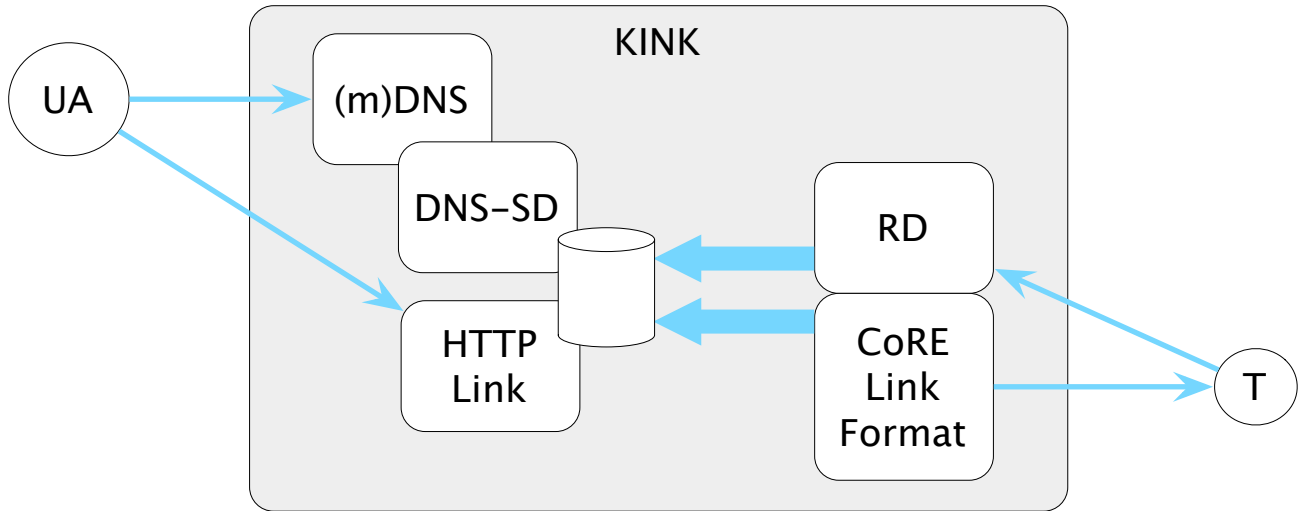 KINK
UA
(m)DNS
DNS–SD
RD
HTTP
Link
CoRE
Link
Format
T